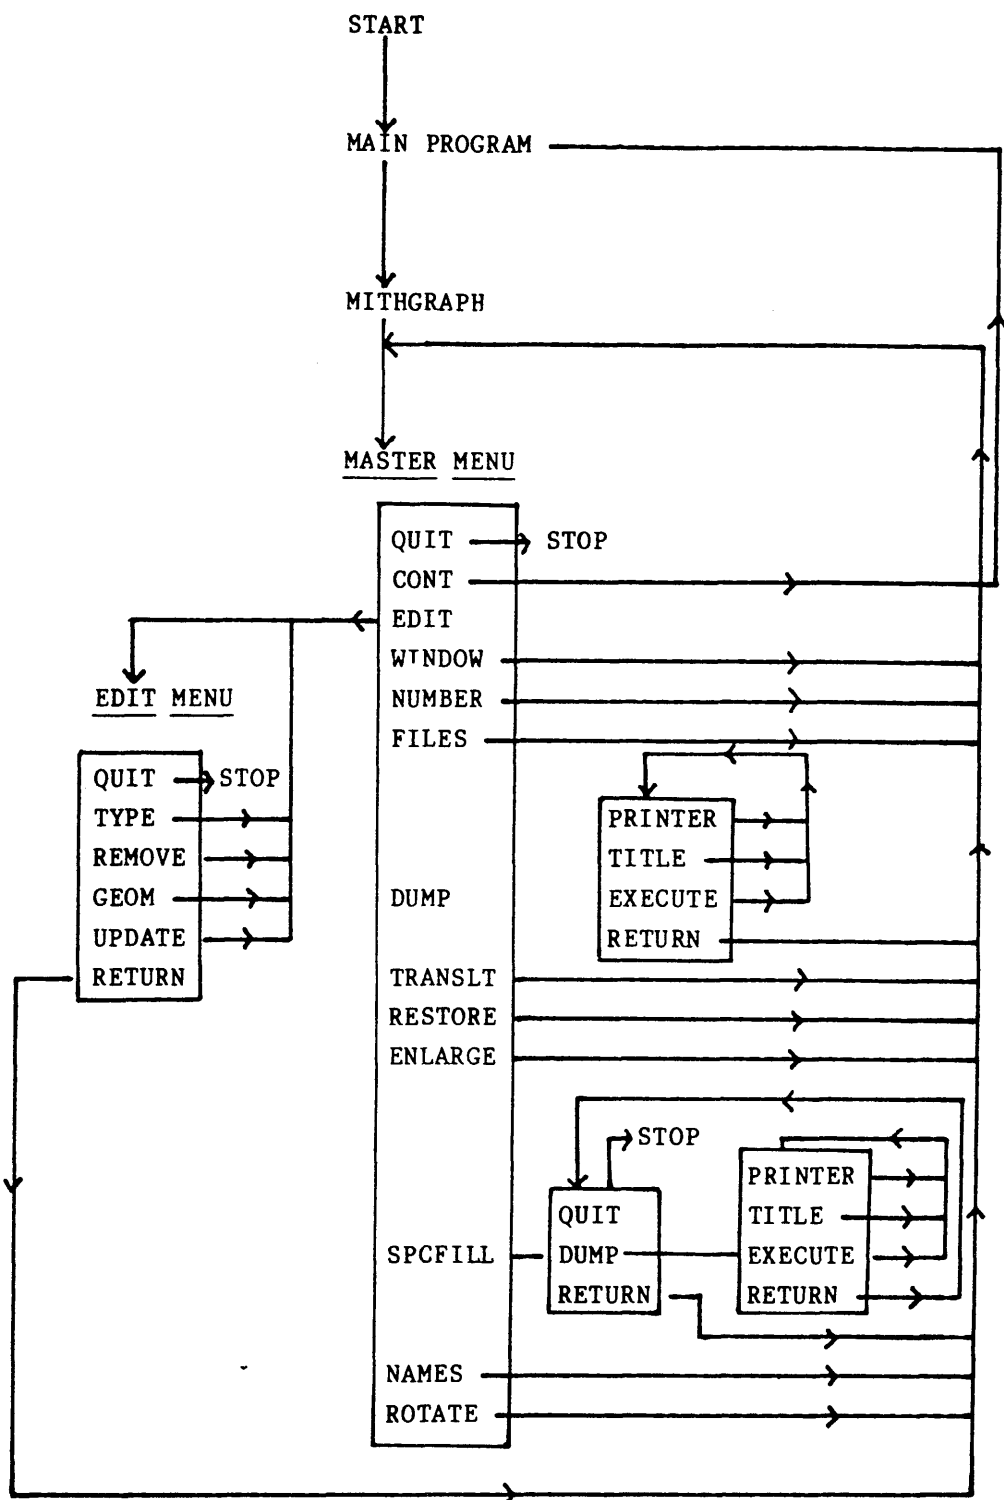 START
MAIN PROGRAM
MITHGRAPH
MASTER MENU
QUIT
STOP
CONT
EDIT
WINDOW
NUMBER
FILES
DUMP
TRANSLT
RESTORE
ENLARGE
SPCFILL
NAMES
ROTATE
EDIT MENU
QUIT
STOP
TYPE
REMOVE
GEOM
UPDATE
RETURN
PRINTER
TITLE
EXECUTE
RETURN
STOP
QUIT
DUMP
RETURN
PRINTER
TITLE
EXECUTE
RETURN